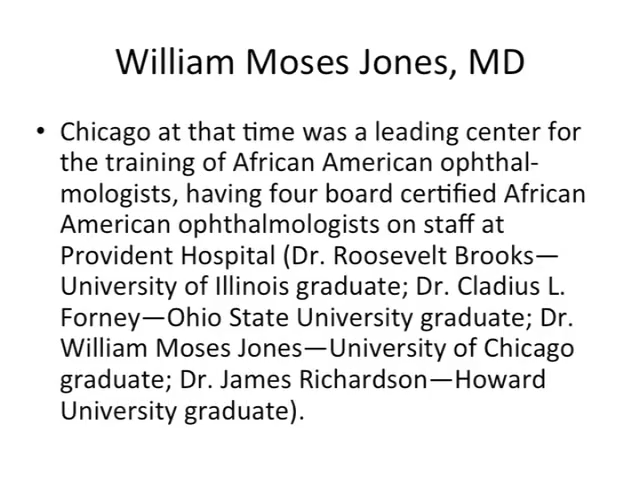 William Moses Jones, MD
• Chicago at that time was a leading center for
the training of African American ophthal-
mologists, having four board certified African
American ophthalmologists on staff at
Provident Hospital (Dr. Roosevelt Brooks—
University of Illinois graduate; Dr. Cladius L.
Forney—Ohio State University graduate; Dr.
William Moses Jones—University of Chicago
graduate; Dr. James Richardson—Howard
University graduate).